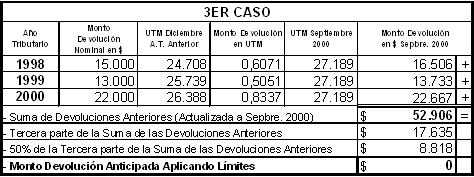 3ER CASO
Año Tributario Monto Devolución Nominal en $ UTM Diciembre A.T. Anterior Monto Devolución en UTM UTM Septiembre 2000 Monto Devolución en $ Sepbre. 2000
1998 15.000 24.708 0,6071 27.189 16.506 +
1999 13.000 25.739 0,5051 27.189 13.733 +
2000 22.000 26.388 0,8337 27.189 22.667 +
- Suma de Devoluciones Anteriores (Actualizada a Sepbre. 2000) $ 52.906 =
- Tercera parte de la Suma de las Devoluciones Anteriores $ 17.635
- 50% de la Tercera parte de la Suma de las Devoluciones Anteriores $ 8.818
- Monto Devolución Anticipada Aplicando Límites $ 0